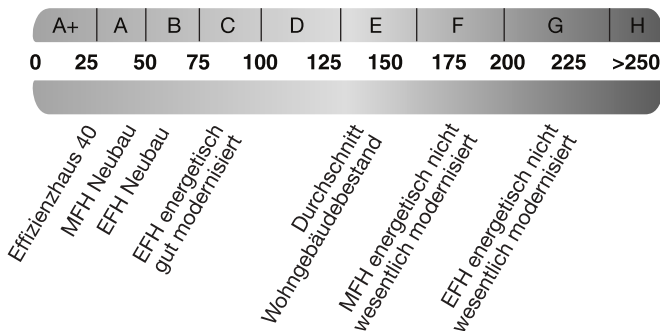 A+ A B C D E F G H
0 25 50 75 100 125 150 175 200 225 >250
Effizienzhaus 40
MFH Neubau
EFH Neubau
EFH energetisch
gut modernisiert
Durchschnitt
Wohngebäudebestand
MFH energetisch nicht
wesentlich modernisiert
EFH energetisch nicht
wesentlich modernisiert